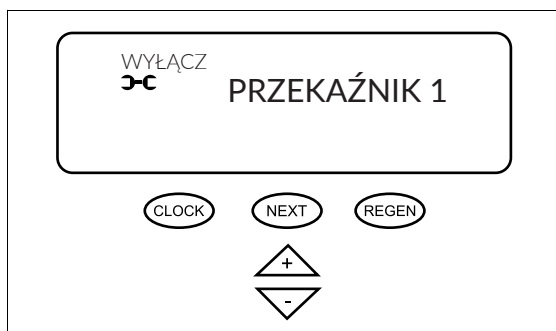 WYŁĄCZ
PRZEKAŹNIK 1
CLOCK NEXT REGEN
+
-